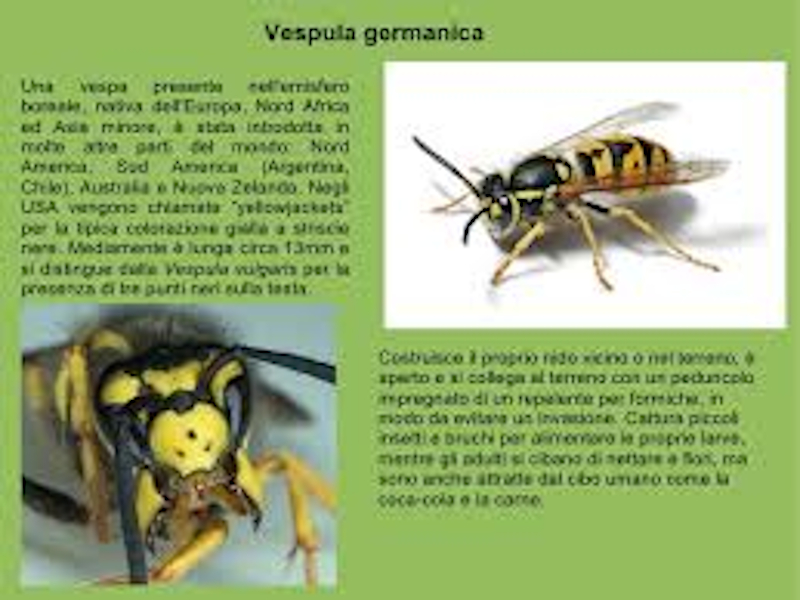 Vespula germanica
Una vespa presente nell'emisfero
boreale, nativa dell'Europa, Nord Africa
ed Asia minore, è stata introdotta in
molte altre parti del mondo: Nord
America, Sud America (Argentina,
Chile), Australia e Nuova Zelanda. Negli
USA vengono chiamate "yellowjackets"
per la tipica colorazione gialla a striscie
nere. Mediamente è lunga circa 13mm e
si distingue dalla Vespula vulgaris per la
presenza di tre punti neri sulla testa.
Costruisce il proprio nido vicino o nel terreno, è
aperto e si collega al terreno con un peduncolo
impregnato di un repellente per formiche, in
modo da evitare un invasione. Cattura piccoli
insetti e bruchi per alimentare le proprie larve,
mentre gli adulti si cibano di nettare e fiori, ma
sono anche attratte dal cibo umano come la
coca-cola e la carne.